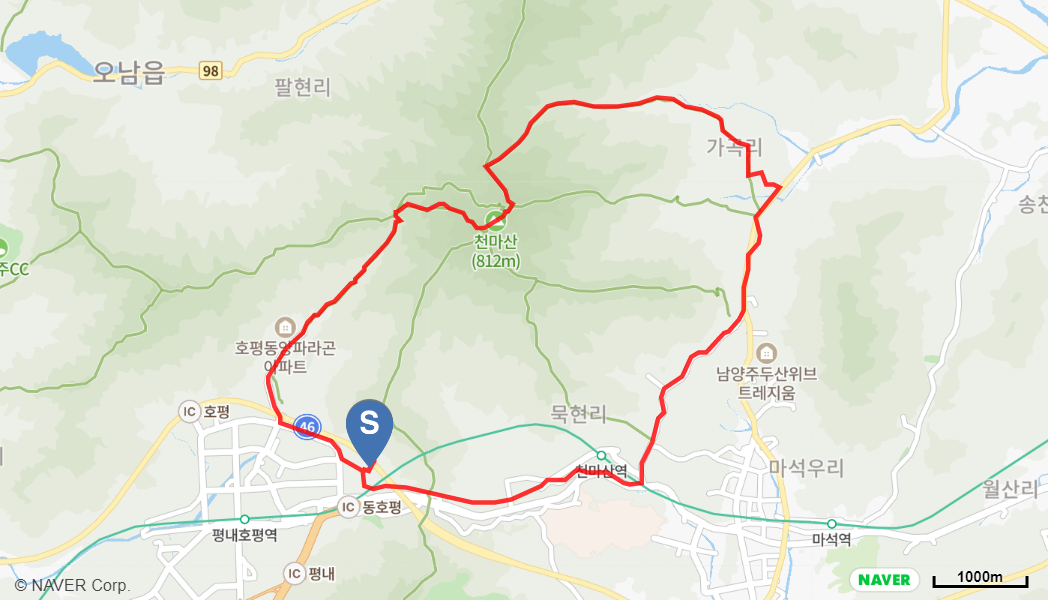 오남읍
98
팔현리
가곡리
송천
천마산
(812m)
주CC
호평동양파라곤
아파트
남양주두산위브
트레지움
IC 호평
46
S
묵현리
천마산역
마석우리
월산리
IC 동호평
평내호평역
마석역
IC 평내
© NAVER Corp.
NAVER
1000m